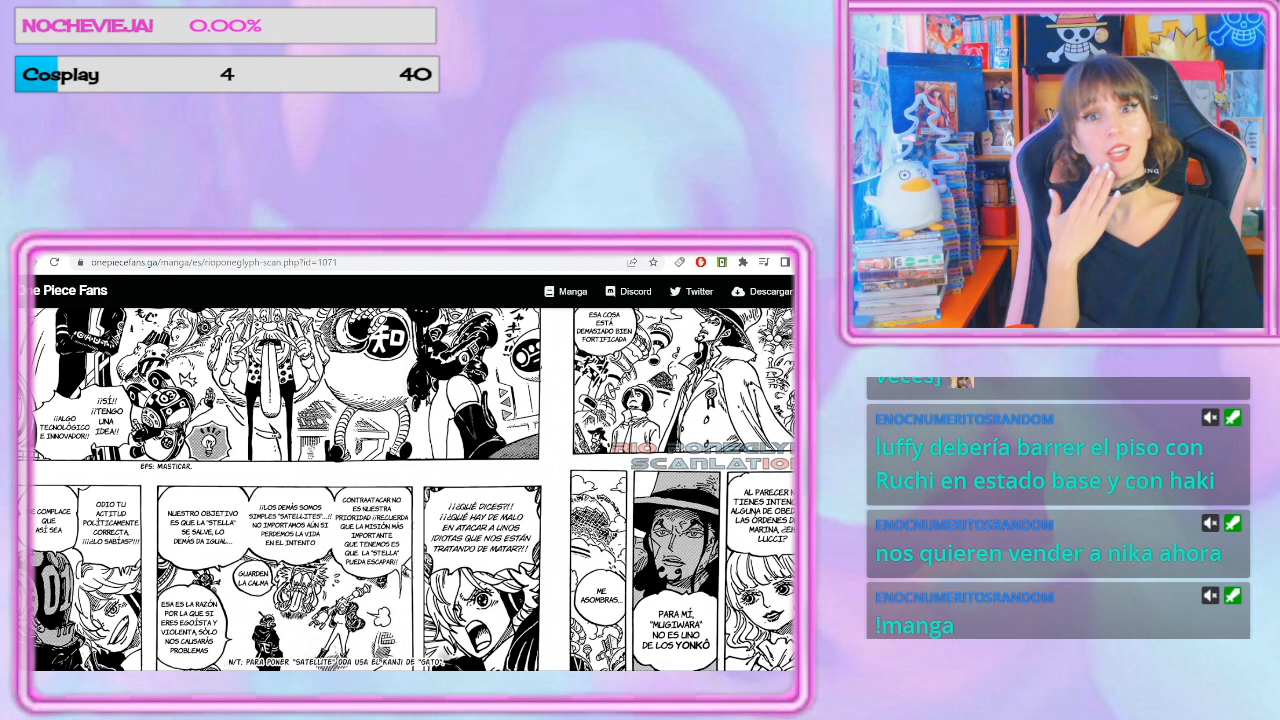 NOCHEVIEJA! 0.00%
Cosplay 4 40
onepiecefans.ga/manga/es/rioponeglyph-scan.php?id=1071
ne Piece Fans
Manga Discord Twitter Descargar
¡¡ALGO
TECNOLÓGICO
E INNOVADOR!!
¡¡SÍ!!
¡¡TENGO
UNA
IDEA!!
EFS: MASTICAR.
ESA COSA
ESTÁ
DEMASIADO BIEN
FORTIFICADA
RIO PONEGLYPH
SCANLATION
E COMPLACE
QUE
ASÍ SEA
ODIO TU
ACTITUD
POLÍTICAMENTE
CORRECTA,
¡¡¿LO SABÍAS?!!!
NUESTRO OBJETIVO
ES QUE LA "STELLA"
SE SALVE, LO
DEMÁS DA IGUAL...
¡¡LOS DEMÁS SOMOS
SIMPLES "SATELLITES"...!!
NO IMPORTAMOS AÚN SI
PERDEMOS LA VIDA
EN EL INTENTO
CONTRAATACAR NO
ES NUESTRA
PRIORIDAD ¡¡RECUERDA
QUE LA MISIÓN MÁS
IMPORTANTE
QUE TENEMOS ES
QUE LA "STELLA"
PUEDA ESCAPAR!!
GUARDEN
LA CALMA
ESA ES LA RAZÓN
POR LA QUE SI
ERES EGOÍSTA Y
VIOLENTA, SÓLO
NOS CAUSARÁS
PROBLEMAS
N/T: PARA PONER "SATELLITE" ODA USA EL KANJI DE "GATO".
¡¡¿QUÉ DICES?!!
¡¡¿QUÉ HAY DE MALO
EN ATACAR A UNOS
IDIOTAS QUE NOS ESTÁN
TRATANDO DE MATAR?!!
ME
ASOMBRAS...
PARA MÍ,
"MUGIWARA"
NO ES UNO
DE LOS YONKÔ
AL PARECER
TIENES
ALGUNA DE
LAS ÓRDENES
MARINA,
LUCCI?
veces]
ENOCNUMERITOSRANDOM
luffy debería barrer el piso con
Ruchi en estado base y con haki
ENOCNUMERITOSRANDOM
nos quieren vender a nika ahora
ENOCNUMERITOSRANDOM
!manga